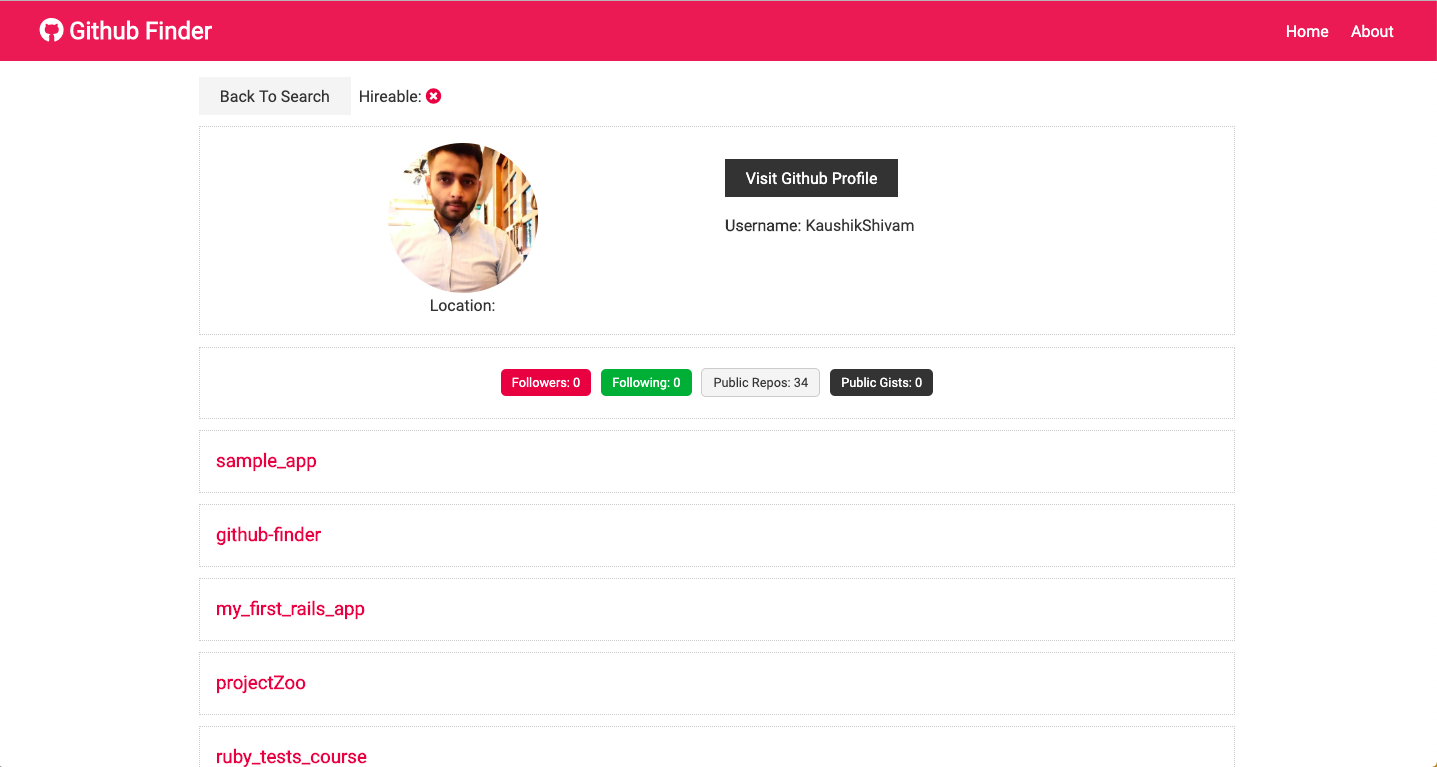 Github Finder Home About
Back To Search Hireable:
Visit Github Profile
Username: KaushikShivam
Location:
Followers: 0 Following: 0 Public Repos: 34 Public Gists: 0
sample_app
github-finder
my_first_rails_app
projectZoo
ruby_tests_course